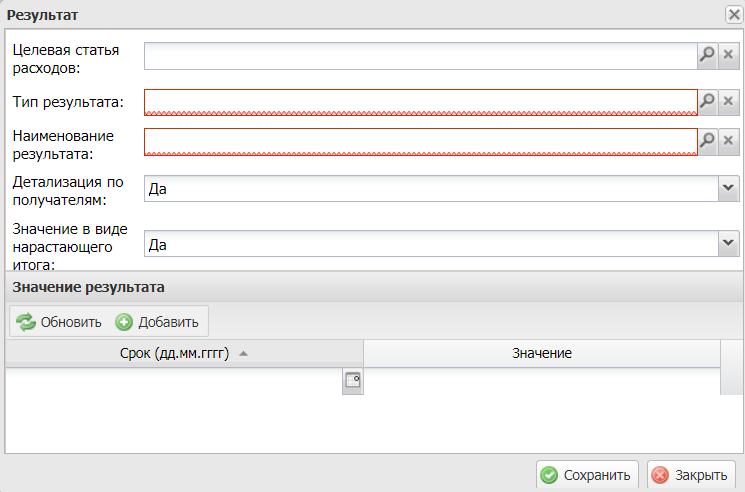 Результат
Целевая статья
расходов:
Тип результата:
Наименование
результата:
Детализация по
получателям:
Да
Значение в виде
нарастающего
итога:
Да
Значение результата
Обновить Добавить
Срок (дд.мм.гггг) Значение
Сохранить Закрыть